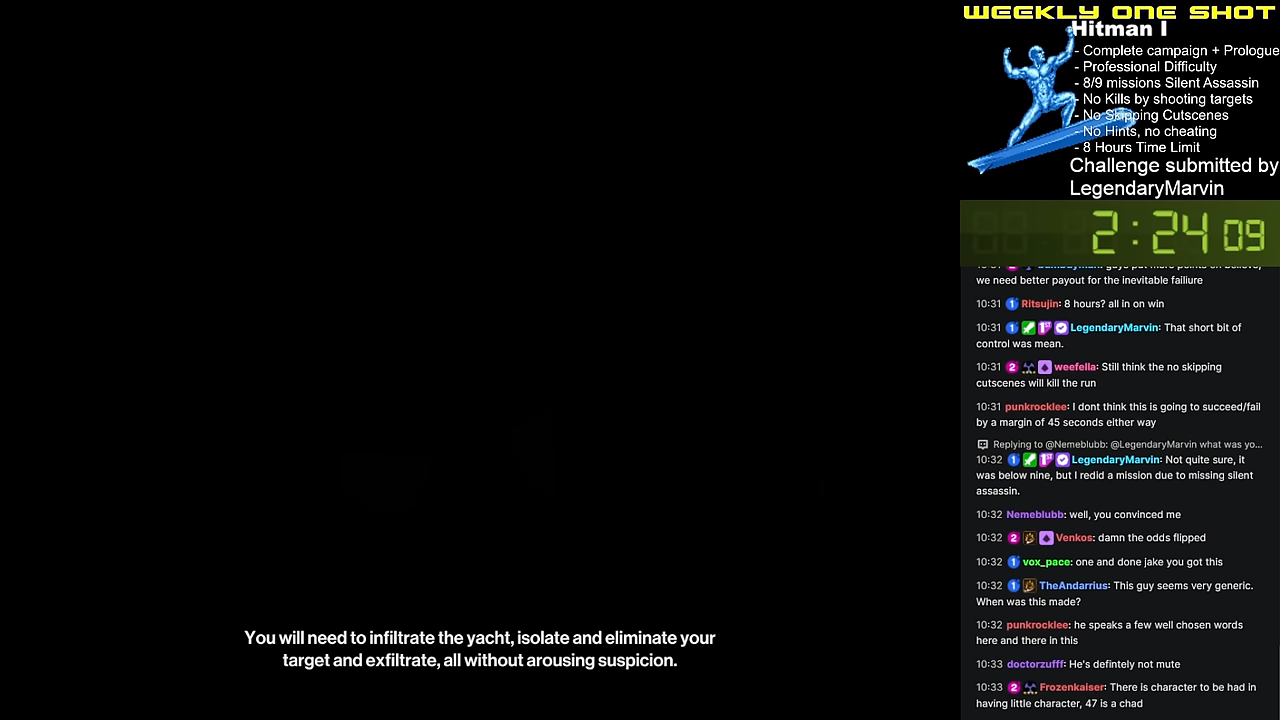 WEEKLY ONE SHOT
Hitman I
- Complete campaign + Prologue
- Professional Difficulty
- 8/9 missions Silent Assassin
- No Kills by shooting targets
- No Skipping Cutscenes
- No Hints, no cheating
- 8 Hours Time Limit
Challenge submitted by
LegendaryMarvin
2:24 09
we need better payout for the inevitable failiure
10:31 Ritsujin: 8 hours? all in on win
10:31 LegendaryMarvin: That short bit of
control was mean.
10:31 weefella: Still think the no skipping
cutscenes will kill the run
10:31 punkrocklee: I dont think this is going to succeed/fail
by a margin of 45 seconds either way
Replying to @Nemeblubb: @LegendaryMarvin what was yo...
10:32 LegendaryMarvin: Not quite sure, it
was below nine, but I redid a mission due to missing silent
assassin.
10:32 Nemeblubb: well, you convinced me
10:32 Venkos: damn the odds flipped
10:32 vox_pace: one and done jake you got this
10:32 TheAndarrius: This guy seems very generic.
When was this made?
10:32 punkrocklee: he speaks a few well chosen words
here and there in this
10:33 doctorzufff: He's defintely not mute
10:33 Frozenkaiser: There is character to be had in
having little character, 47 is a chad
You will need to infiltrate the yacht, isolate and eliminate your
target and exfiltrate, all without arousing suspicion.